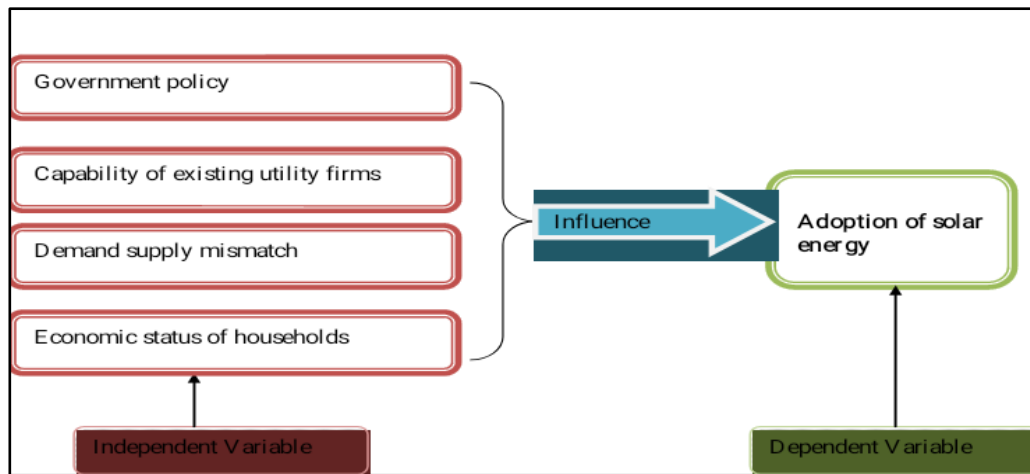 Government policy
Capability of existing utility firms
Demand supply mismatch
Economic status of households
Influence
Adoption of solar
energy
Independent Variable
Dependent Variable